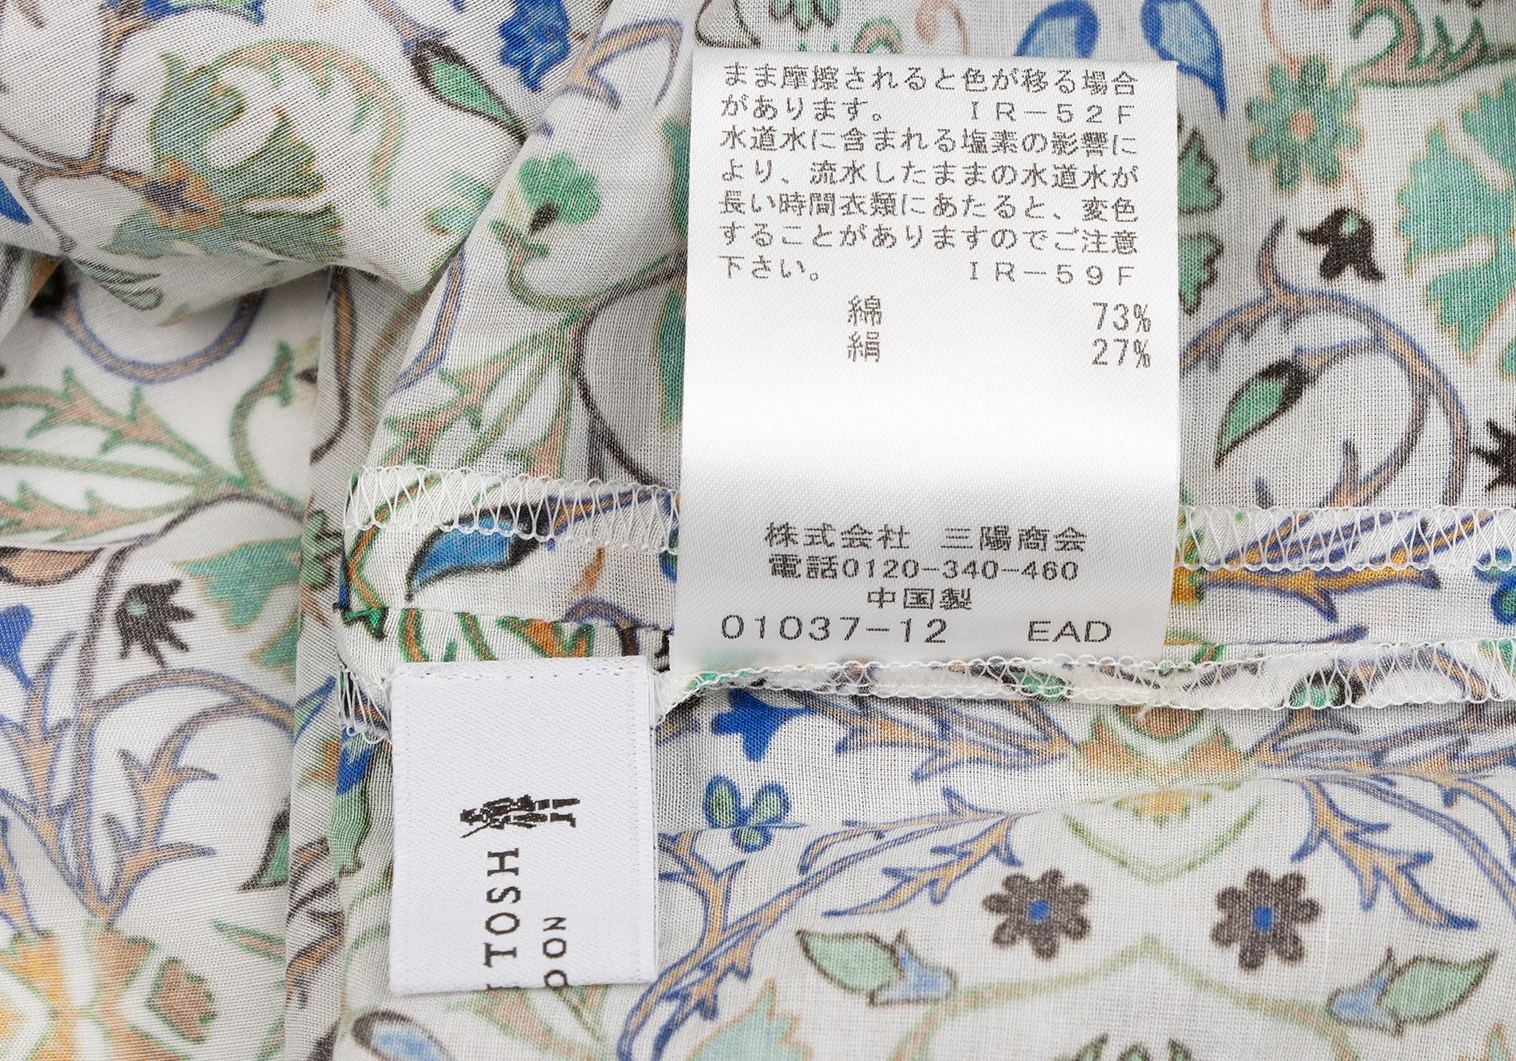 まま摩擦されると色が移る場合
があります。 IR-52F
水道水に含まれる塩素の影響に
より、流水したままの水道水が
長い時間衣類にあたると、変色
することがありますのでご注意
下さい。 IR-59F
綿 73%
絹 27%
株式会社 三陽商会
電話0120-340-460
中国製
01037-12 EAD
TOSH
ON